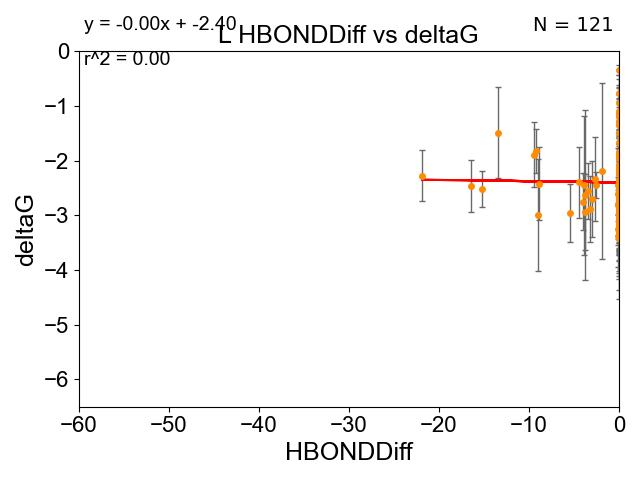 y = -0.00x + -2.40
N = 121
L HBONDDiff vs deltaG
r^2 = 0.00
0
−1
−2
−3
−4
−5
−6
deltaG
−60 −50 −40 −30 −20 −10 0
HBONDDiff